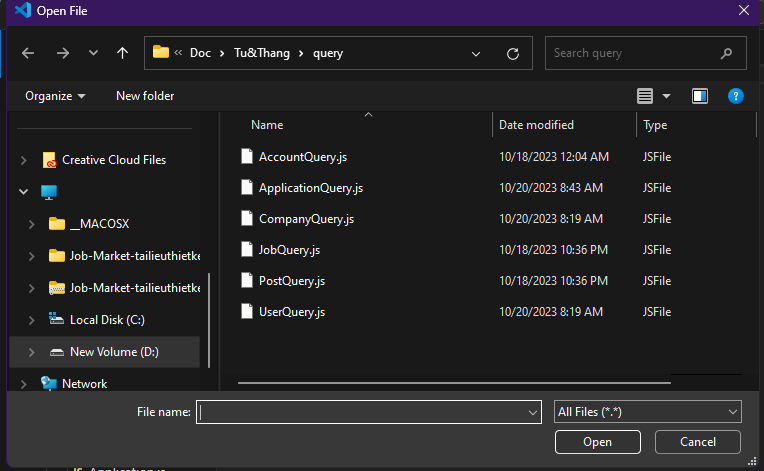 Open File
« Doc › Tu&Thang › query
Search query
Organize
New folder
?
Name
Date modified
Type
Creative Cloud Files
__MACOSX
Job-Market-tailieuthietke
Job-Market-tailieuthietke
Local Disk (C:)
New Volume (D:)
Network
AccountQuery.js 10/18/2023 12:04 AM JSFile
ApplicationQuery.js 10/20/2023 8:43 AM JSFile
CompanyQuery.js 10/20/2023 8:19 AM JSFile
JobQuery.js 10/18/2023 10:36 PM JSFile
PostQuery.js 10/18/2023 10:36 PM JSFile
UserQuery.js 10/20/2023 8:19 AM JSFile
File name:
All Files (*.*)
Open
Cancel